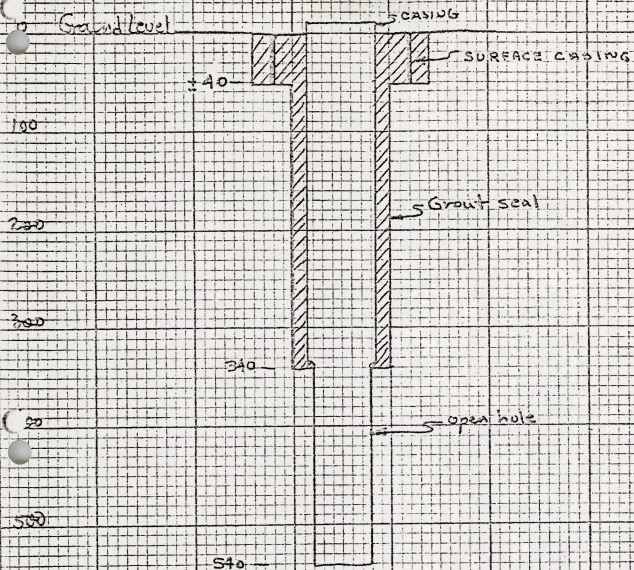 CASING
0 Ground level
SURFACE CASING
±40
100
200
Grout seal
300
340
open hole
500
540